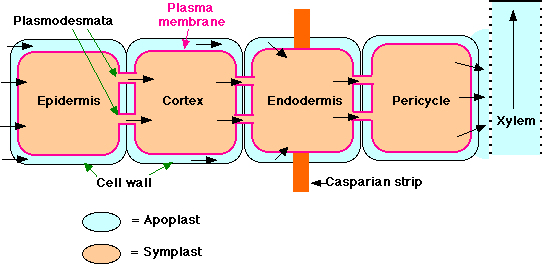 Plasmodesmata
Plasma
membrane
Epidermis
Cortex
Endodermis
Pericycle
Xylem
Cell wall
Casparian strip
= Apoplast
= Symplast